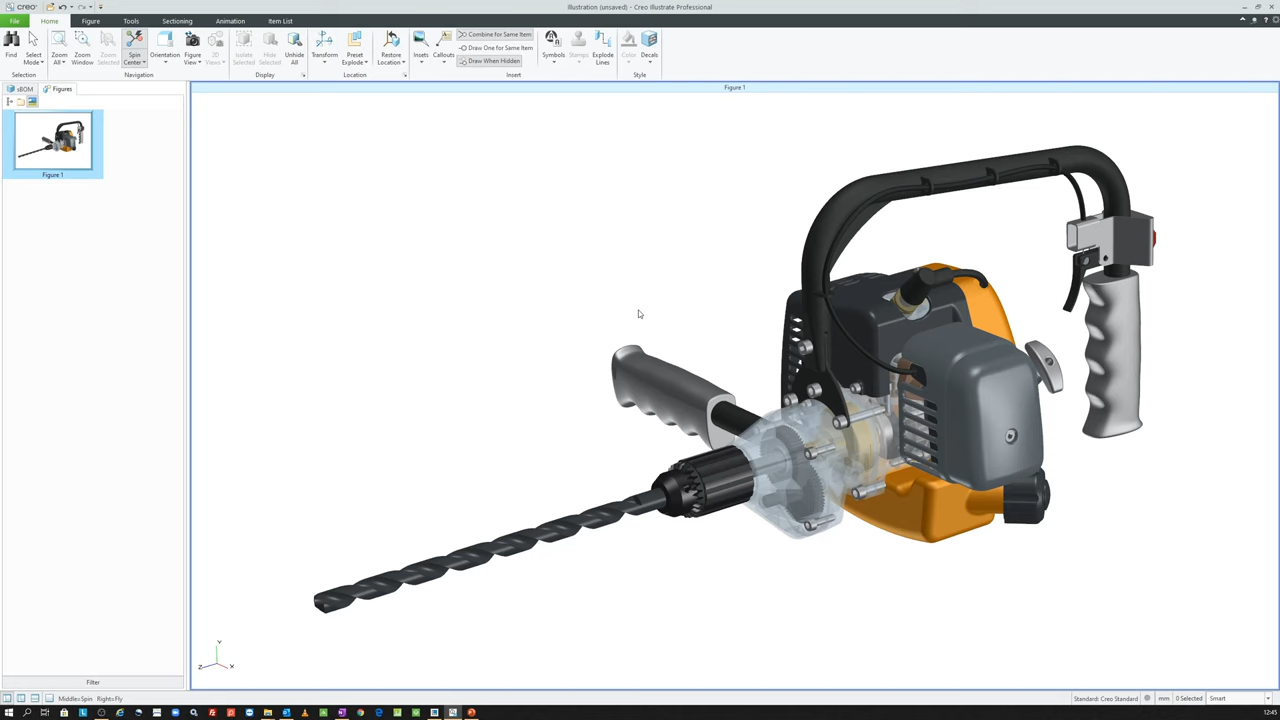 creo
Illustration (unsaved) - Creo Illustrate Professional
File Home Figure Tools Sectioning Animation Item List
Find
Select Mode
Zoom All
Zoom Window
Zoom Selected
Spin Center
Orientation
Figure View
Isolate Selected
Hide Selected
Unhide All
Transform
Preset Explode
Restore Location
Insets
Callouts
Combine for Same Item
Draw One for Same Item
Draw When Hidden
Symbols
Stamps
Explode Lines
Color
Decals
Selection Navigation Display Location Insert Style
sBOM Figures
Figure 1
Figure 1
Y
Z
X
Filter
Middle=Spin Right=Fly
Standard: Creo Standard mm 0 Selected Smart
12:45